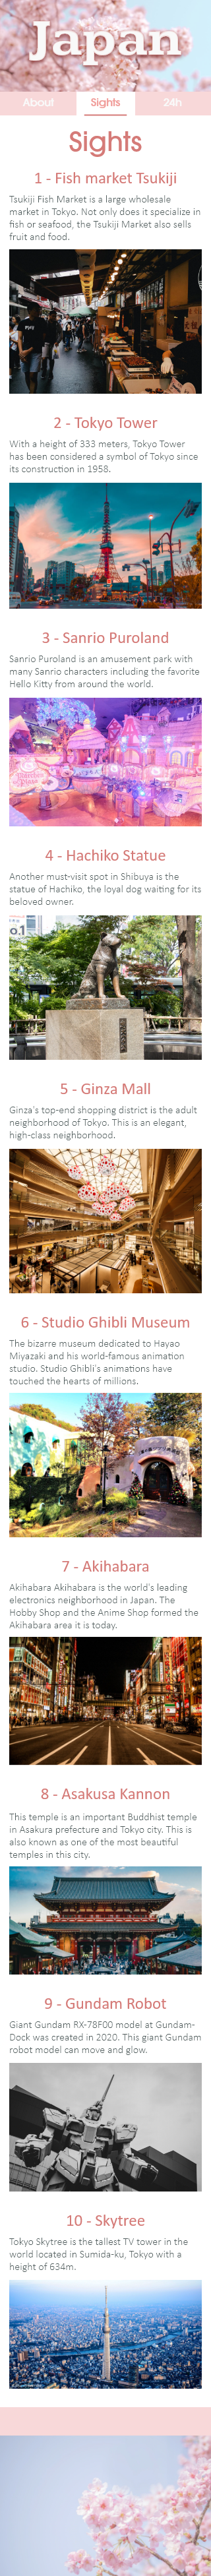 Japan
About
Sights
24h
Sights
1 - Fish market Tsukiji
Tsukiji Fish Market is a large wholesale
market in Tokyo. Not only does it specialize in
fish or seafood, the Tsukiji Market also sells
fruit and food.
2 - Tokyo Tower
With a height of 333 meters, Tokyo Tower
has been considered a symbol of Tokyo since
its construction in 1958.
3 - Sanrio Puroland
Sanrio Puroland is an amusement park with
many Sanrio characters including the favorite
Hello Kitty from around the world.
4 - Hachiko Statue
Another must-visit spot in Shibuya is the
statue of Hachiko, the loyal dog waiting for its
beloved owner.
o.1
5 - Ginza Mall
Ginza's top-end shopping district is the adult
neighborhood of Tokyo. This is an elegant,
high-class neighborhood.
6 - Studio Ghibli Museum
The bizarre museum dedicated to Hayao
Miyazaki and his world-famous animation
studio. Studio Ghibli's animations have
touched the hearts of millions.
7 - Akihabara
Akihabara Akihabara is the world's leading
electronics neighborhood in Japan. The
Hobby Shop and the Anime Shop formed the
Akihabara area it is today.
8 - Asakusa Kannon
This temple is an important Buddhist temple
in Asakura prefecture and Tokyo city. This is
also known as one of the most beautiful
temples in this city.
9 - Gundam Robot
Giant Gundam RX-78F00 model at Gundam-
Dock was created in 2020. This giant Gundam
robot model can move and glow.
10 - Skytree
Tokyo Skytree is the tallest TV tower in the
world located in Sumida-ku, Tokyo with a
height of 634m.